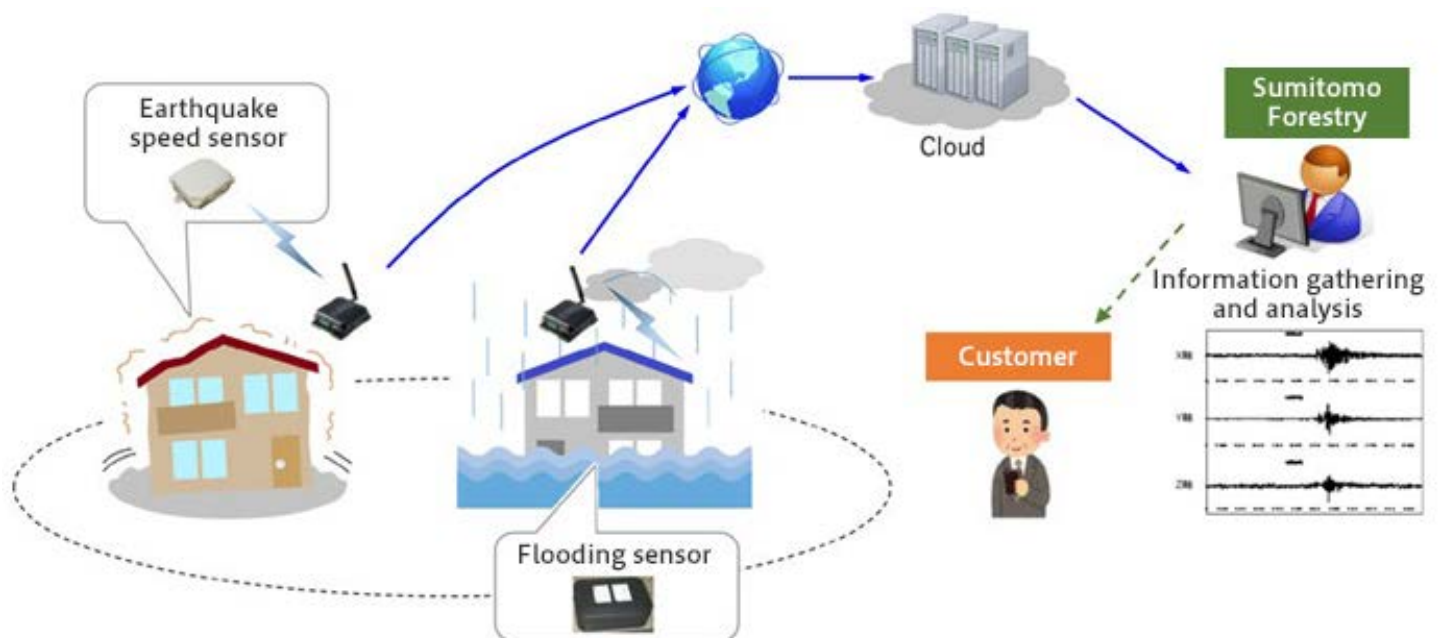 Earthquake
speed sensor
Cloud
Sumitomo
Forestry
Information gathering
and analysis
Customer
Flooding sensor